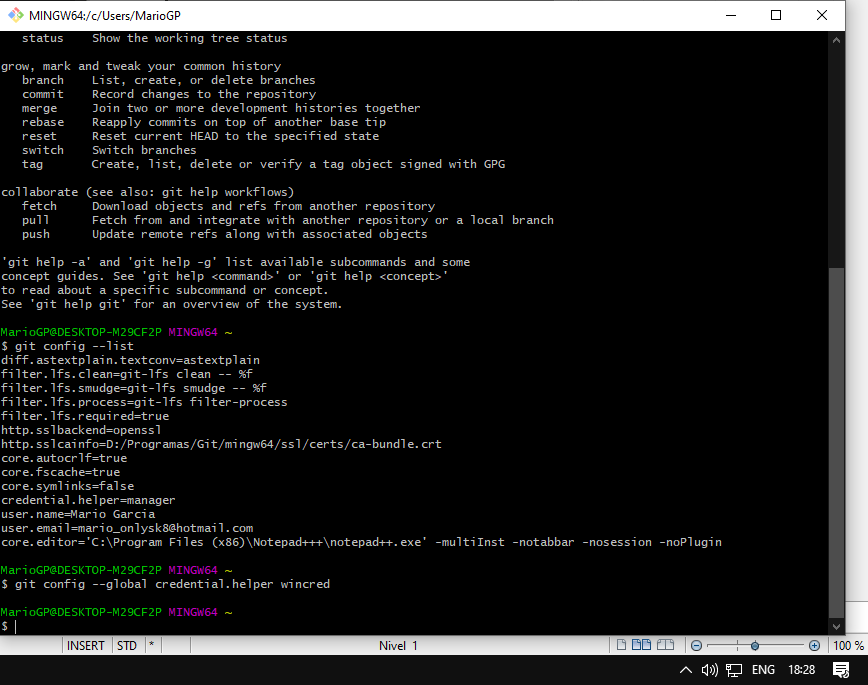 MINGW64:/c/Users/MarioGP
status    Show the working tree status
grow, mark and tweak your common history
branch    List, create, or delete branches
commit    Record changes to the repository
merge     Join two or more development histories together
rebase    Reapply commits on top of another base tip
reset     Reset current HEAD to the specified state
switch    Switch branches
tag       Create, list, delete or verify a tag object signed with GPG
collaborate (see also: git help workflows)
fetch     Download objects and refs from another repository
pull      Fetch from and integrate with another repository or a local branch
push      Update remote refs along with associated objects
'git help -a' and 'git help -g' list available subcommands and some
concept guides. See 'git help <command>' or 'git help <concept>'
to read about a specific subcommand or concept.
See 'git help git' for an overview of the system.
MarioGP@DESKTOP-M29CF2P MINGW64 ~
$ git config --list
diff.astextplain.textconv=astextplain
filter.lfs.clean=git-lfs clean -- %f
filter.lfs.smudge=git-lfs smudge -- %f
filter.lfs.process=git-lfs filter-process
filter.lfs.required=true
http.sslbackend=openssl
http.sslcainfo=D:/Programas/Git/mingw64/ssl/certs/ca-bundle.crt
core.autocrlf=true
core.fscache=true
core.symlinks=false
credential.helper=manager
user.name=Mario Garcia
user.email=mario_onlysk8@hotmail.com
core.editor='C:\Program Files (x86)\Notepad+++\notepad++.exe' -multiInst -notabbar -nosession -noPlugin
MarioGP@DESKTOP-M29CF2P MINGW64 ~
$ git config --global credential.helper wincred
MarioGP@DESKTOP-M29CF2P MINGW64 ~
$
INSERT STD * Nivel 1 100 %
ENG 18:28